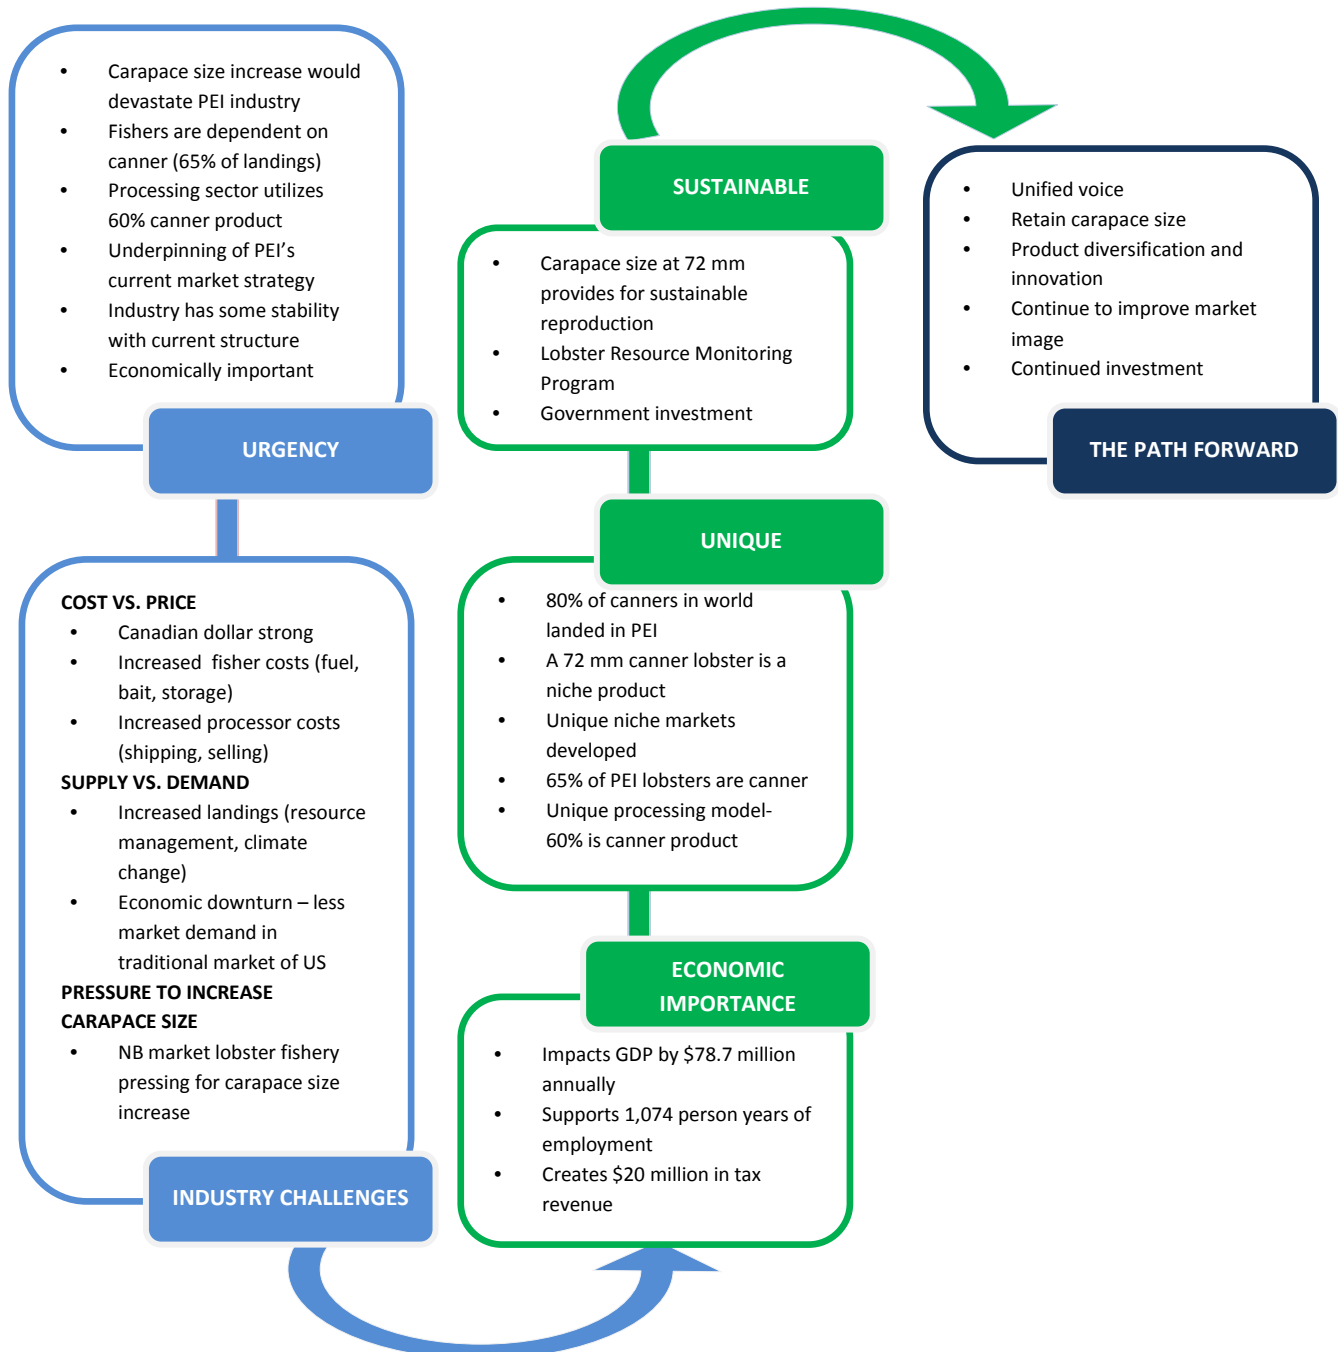 • Carapace size increase would
devastate PEI industry
• Fishers are dependent on
canner (65% of landings)
• Processing sector utilizes
60% canner product
• Underpinning of PEI’s
current market strategy
• Industry has some stability
with current structure
• Economically important
URGENCY
COST VS. PRICE
• Canadian dollar strong
• Increased fisher costs (fuel,
bait, storage)
• Increased processor costs
(shipping, selling)
SUPPLY VS. DEMAND
• Increased landings (resource
management, climate
change)
• Economic downturn – less
market demand in
traditional market of US
PRESSURE TO INCREASE
CARAPACE SIZE
• NB market lobster fishery
pressing for carapace size
increase
INDUSTRY CHALLENGES
SUSTAINABLE
• Carapace size at 72 mm
provides for sustainable
reproduction
• Lobster Resource Monitoring
Program
• Government investment
UNIQUE
• 80% of canners in world
landed in PEI
• A 72 mm canner lobster is a
niche product
• Unique niche markets
developed
• 65% of PEI lobsters are canner
• Unique processing model-
60% is canner product
ECONOMIC
IMPORTANCE
• Impacts GDP by $78.7 million
annually
• Supports 1,074 person years of
employment
• Creates $20 million in tax
revenue
• Unified voice
• Retain carapace size
• Product diversification and
innovation
• Continue to improve market
image
• Continued investment
THE PATH FORWARD